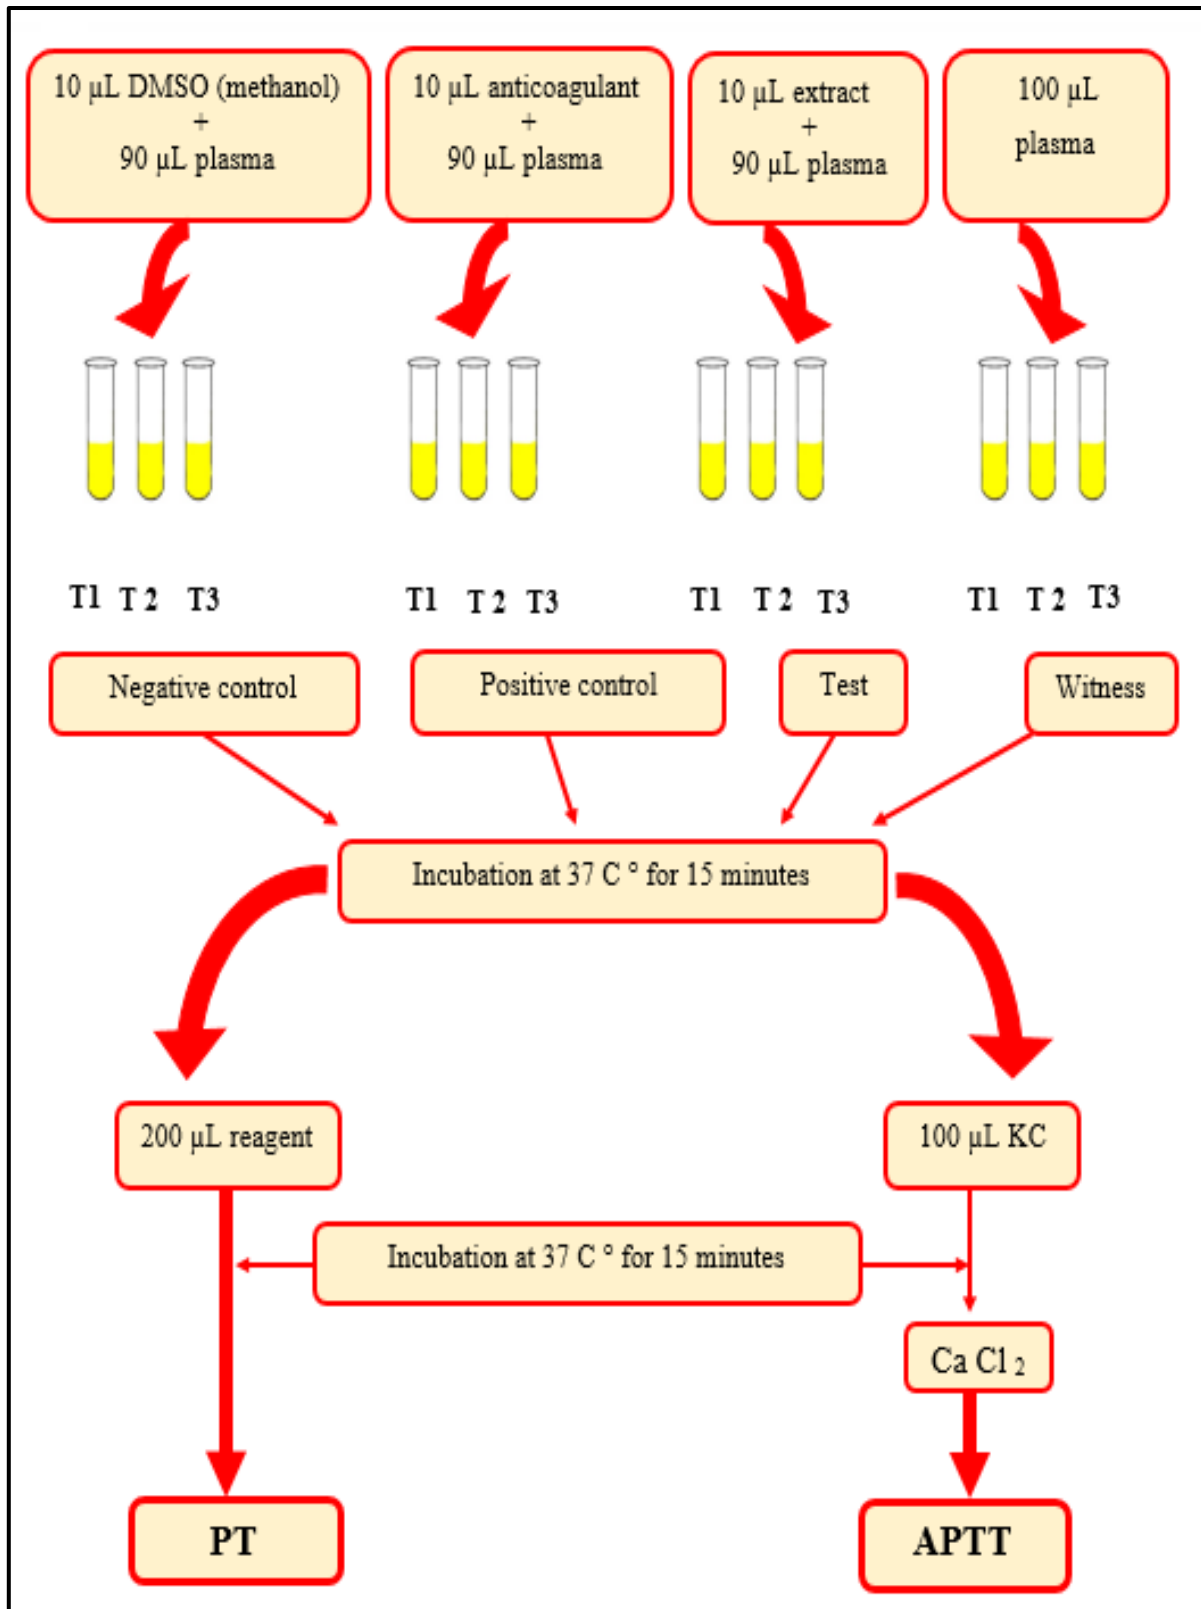 10 µL DMSO (methanol)
+
90 µL plasma
10 µL anticoagulant
+
90 µL plasma
10 µL extract
+
90 µL plasma
100 µL
plasma
T1 T 2 T3
T1 T 2 T3
T1 T 2 T3
T1 T 2 T3
Negative control
Positive control
Test
Witness
Incubation at 37 C ° for 15 minutes
200 µL reagent
100 µL KC
Incubation at 37 C ° for 15 minutes
Ca Cl 2
PT
APTT